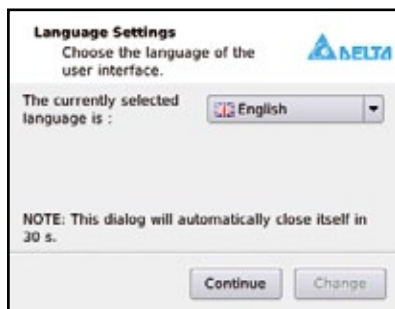 Language Settings
Choose the language of the
user interface.
DELTA
The currently selected
language is :
English
NOTE: This dialog will automatically close itself in
30 s.
Continue
Change